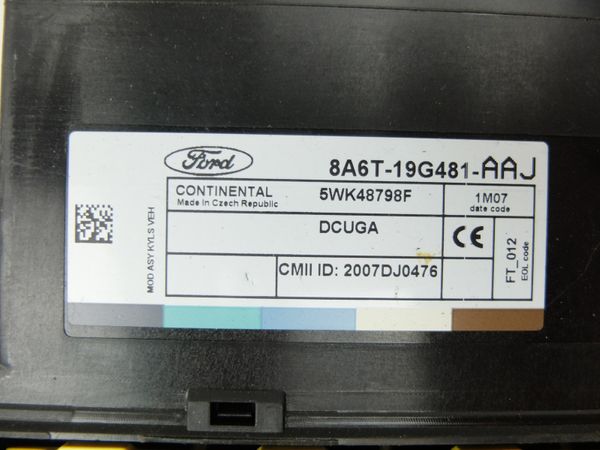 Ford
8A6T-19G481-AAJ
CONTINENTAL
Made in Czech Republic
5WK48798F
1M07
date code
DCUGA
CE
CMII ID: 2007DJ0476
FT_012
EOL code
MOD ASY KYLS VEH